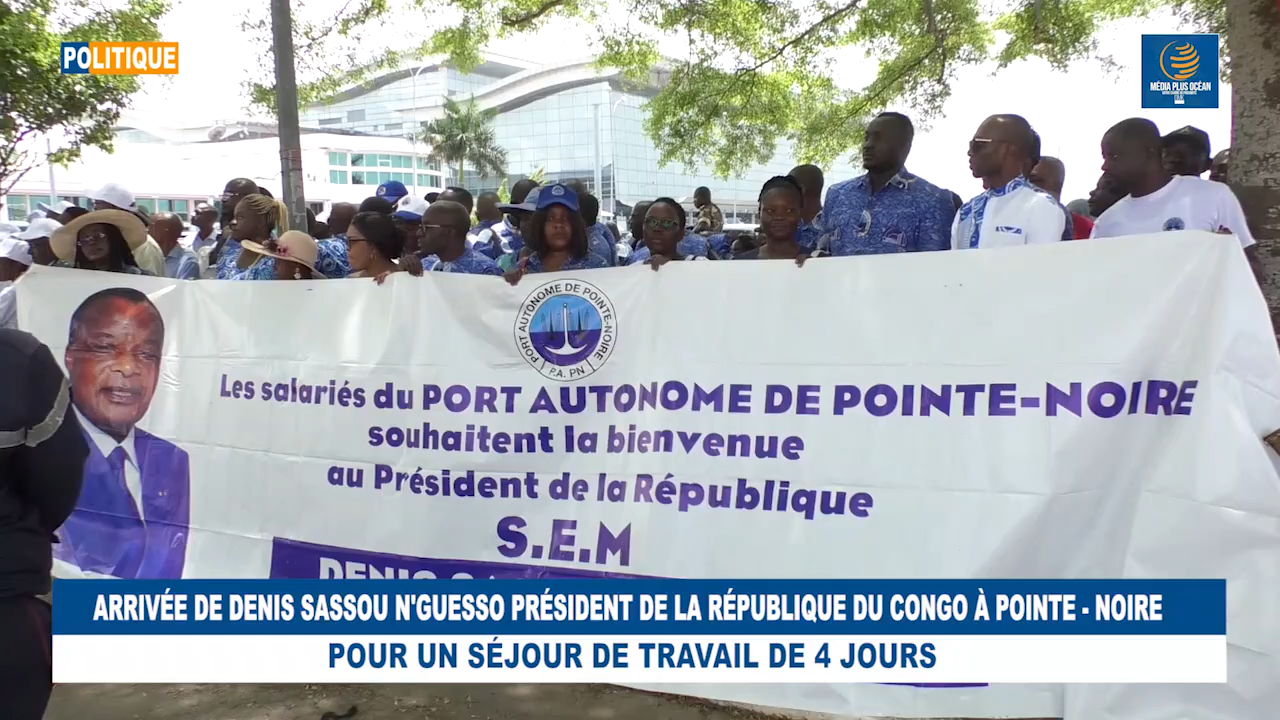 POLITIQUE
MÉDIA PLUS OCÉAN
PORT AUTONOME DE POINTE-NOIRE
P.A.PN
Les salariés du PORT AUTONOME DE POINTE-NOIRE
souhaitent la bienvenue
au Président de la République
S.E.M
DENIS
ARRIVÉE DE DENIS SASSOU N'GUESSO PRÉSIDENT DE LA RÉPUBLIQUE DU CONGO À POINTE - NOIRE
POUR UN SÉJOUR DE TRAVAIL DE 4 JOURS